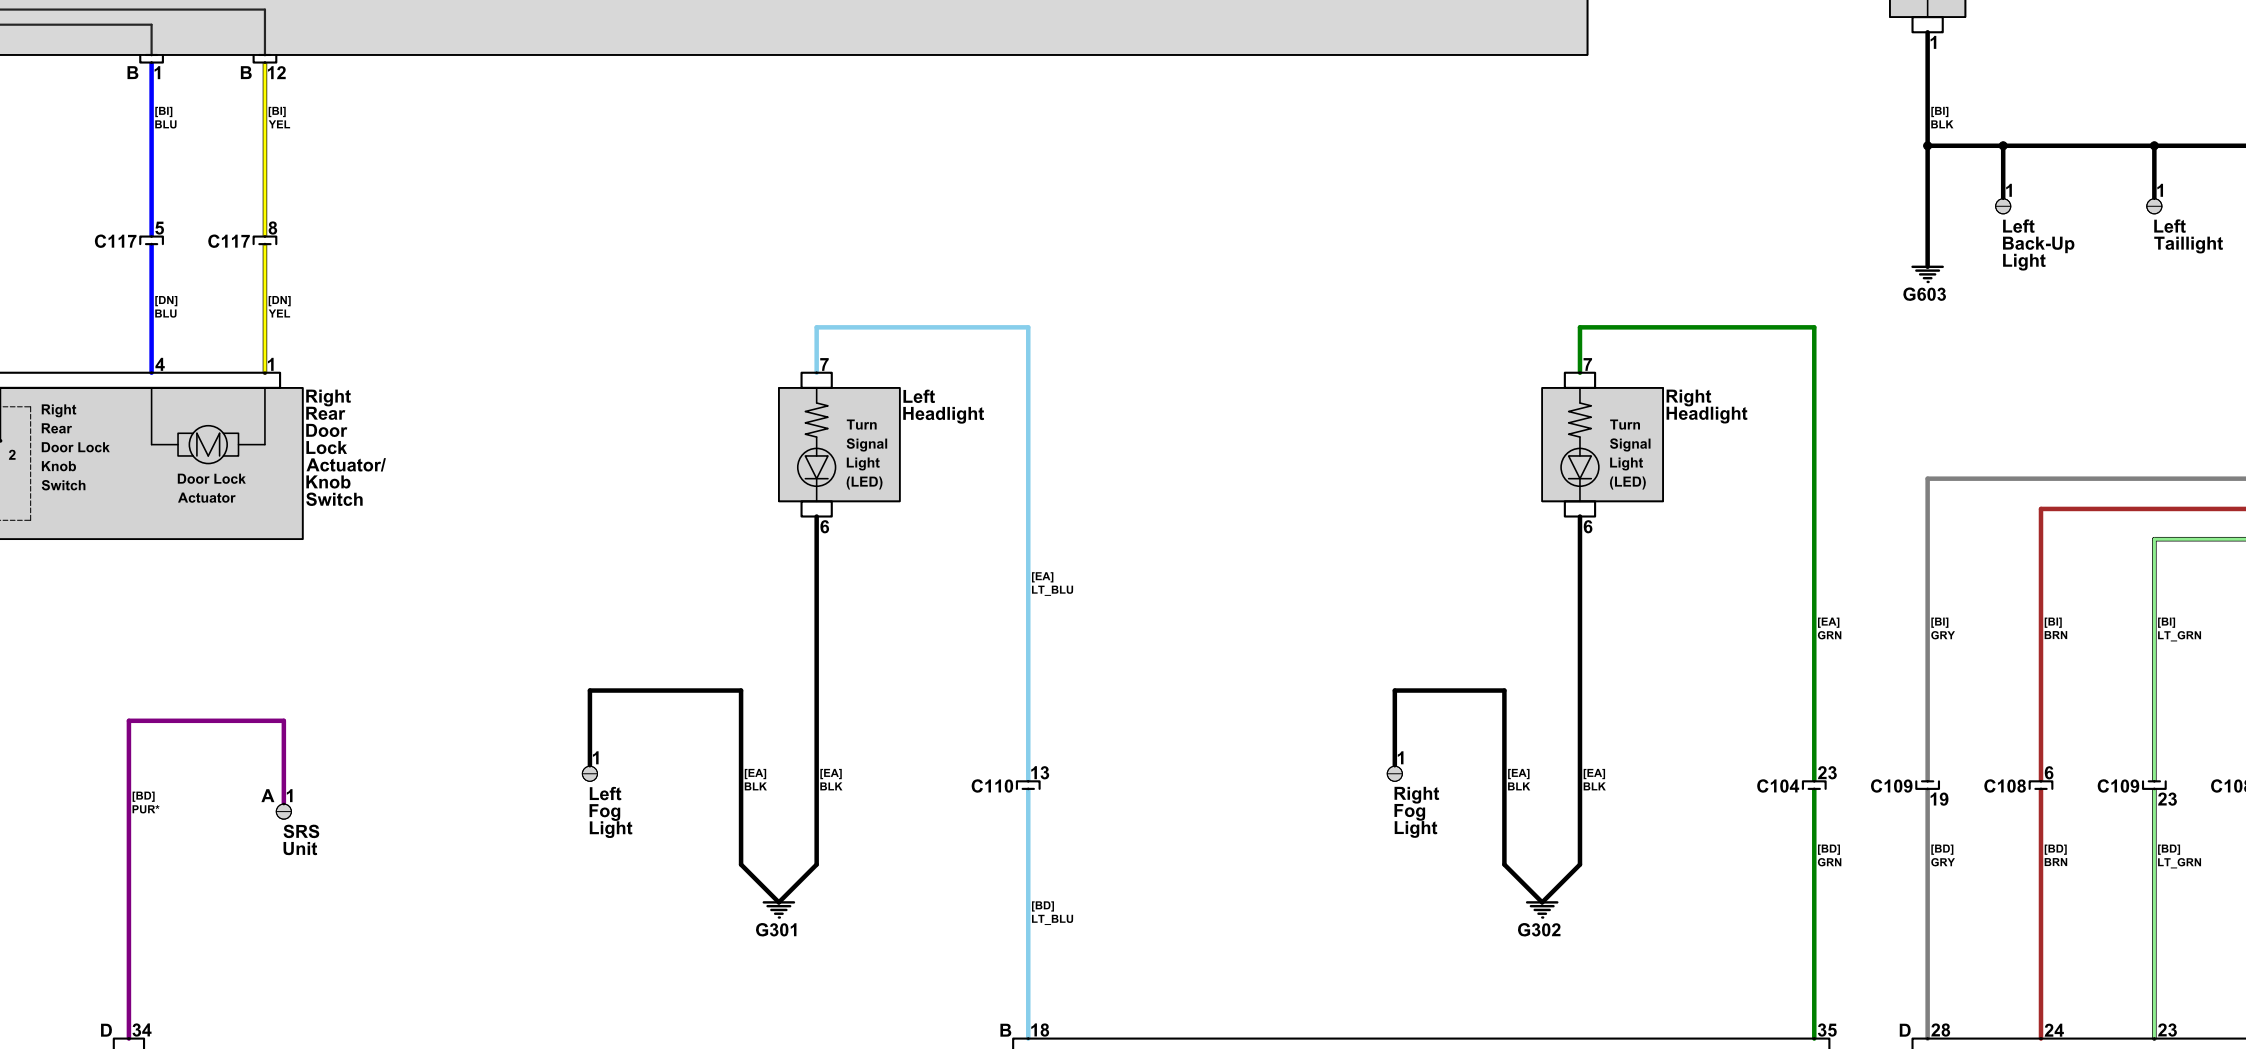 B 1
B 12
1
[BI]
BLU
[BI]
YEL
[BI]
BLK
1
1
Left
Back-Up
Light
Left
Taillight
5
C117
8
C117
G603
[DN]
BLU
[DN]
YEL
4
1
Right
Rear
Door
Lock
Actuator/
Knob
Switch
2
Right
Rear
Door Lock
Knob
Switch
Door Lock
Actuator
7
Left
Headlight
Turn
Signal
Light
(LED)
6
7
Right
Headlight
Turn
Signal
Light
(LED)
6
[EA]
LT_BLU
[EA]
GRN
[BI]
GRY
[BI]
BRN
[BI]
LT_GRN
[BD]
PUR*
A 1
SRS
Unit
1
Left
Fog
Light
[EA]
BLK
[EA]
BLK
13
C110
1
Right
Fog
Light
[EA]
BLK
[EA]
BLK
23
C104
C109
19
6
C108
C109
23
C108
[BD]
GRN
[BD]
GRY
[BD]
BRN
[BD]
LT_GRN
[BD]
LT_BLU
G301
G302
D 34
B 18
35
D 28
24
23